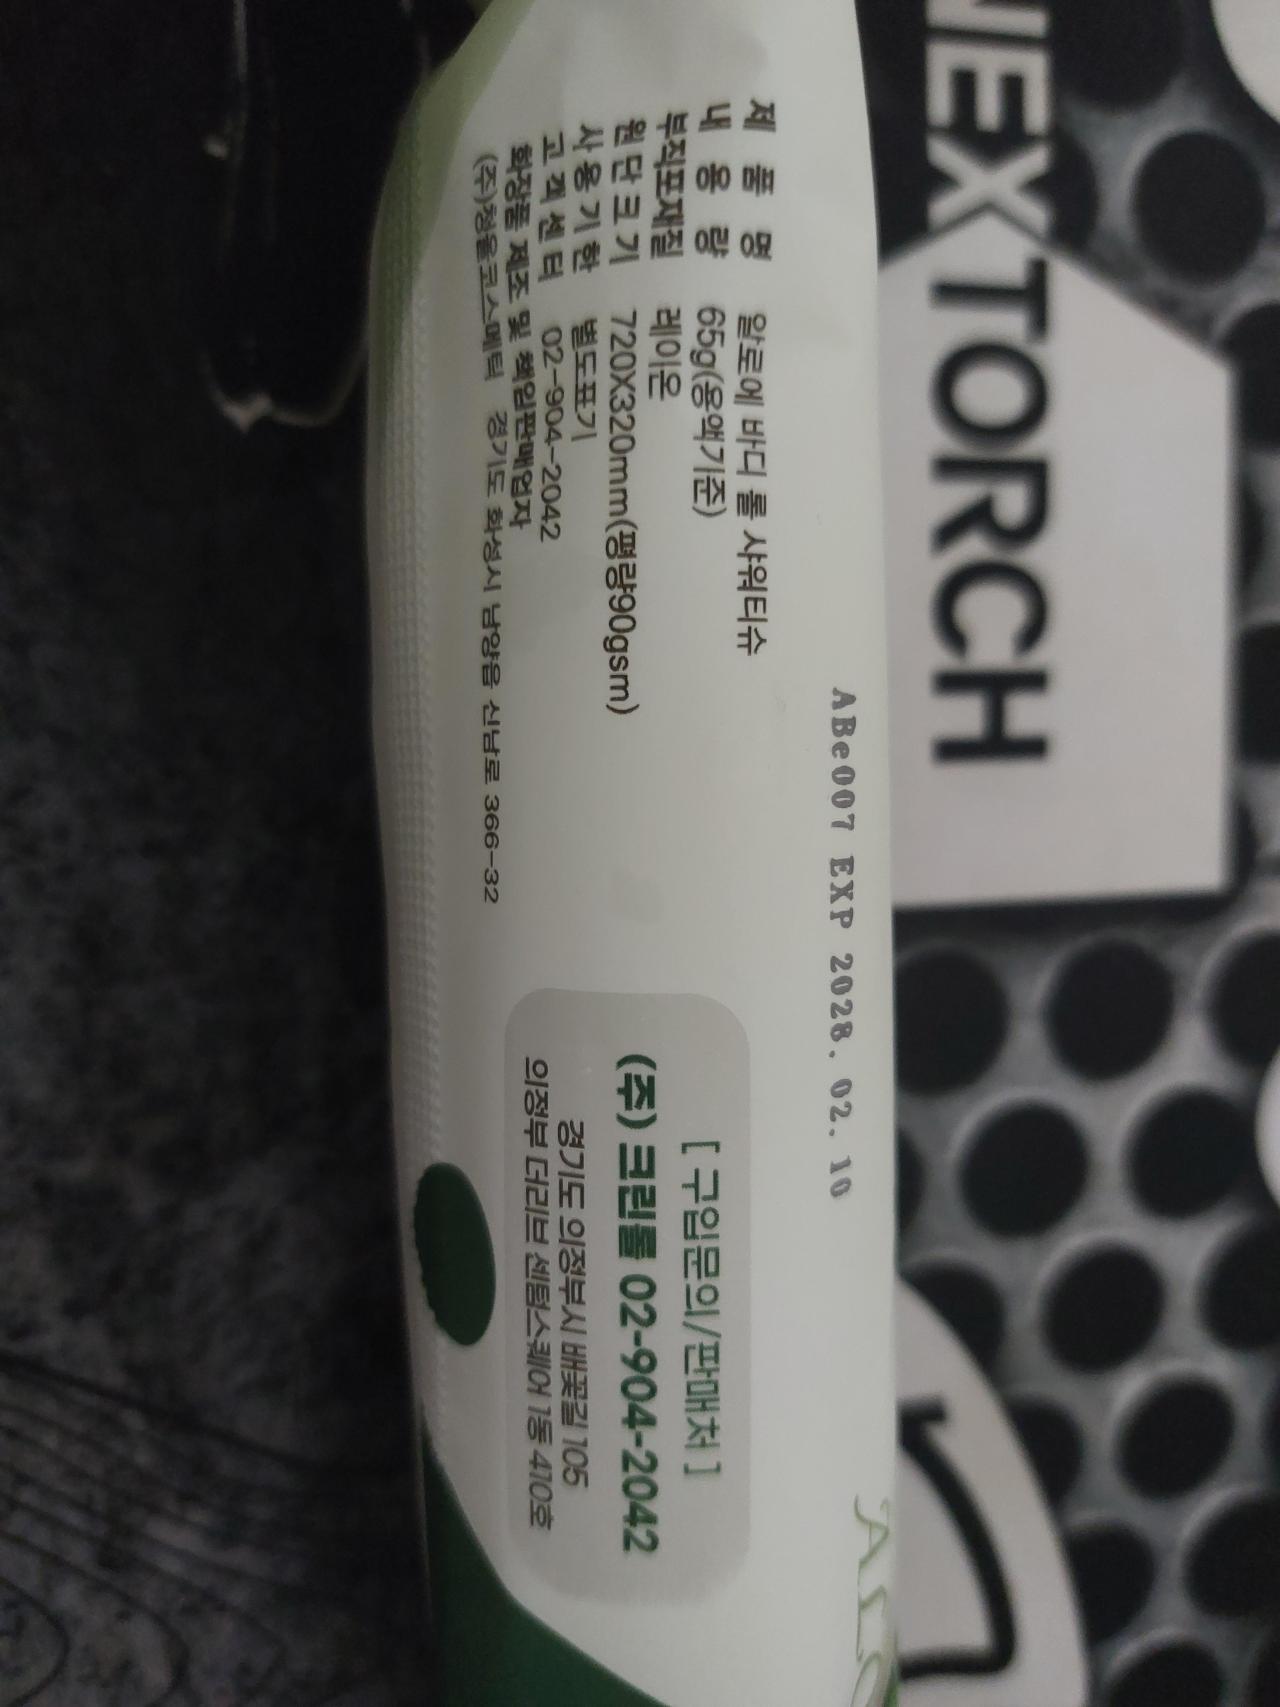 NEXTORCH
ABe007 EXP 2028. 02. 10
제 품 명 알로에 바디 롤 샤워티슈
내 용 량 65g(용액기준)
부직포재질 레이온
원단크기 720X320mm(평량90gsm)
사용기한 별도표기
고객센터 02-904-2042
화장품 제조 및 책임판매업자
(주)청울코스메틱 경기도 화성시 남양읍 신남로 366-32
[ 구입문의/판매처 ]
(주) 크린툴 02-904-2042
경기도 의정부시 배꽃길 105
의정부 더리브 센텀스퀘어 1동 410호